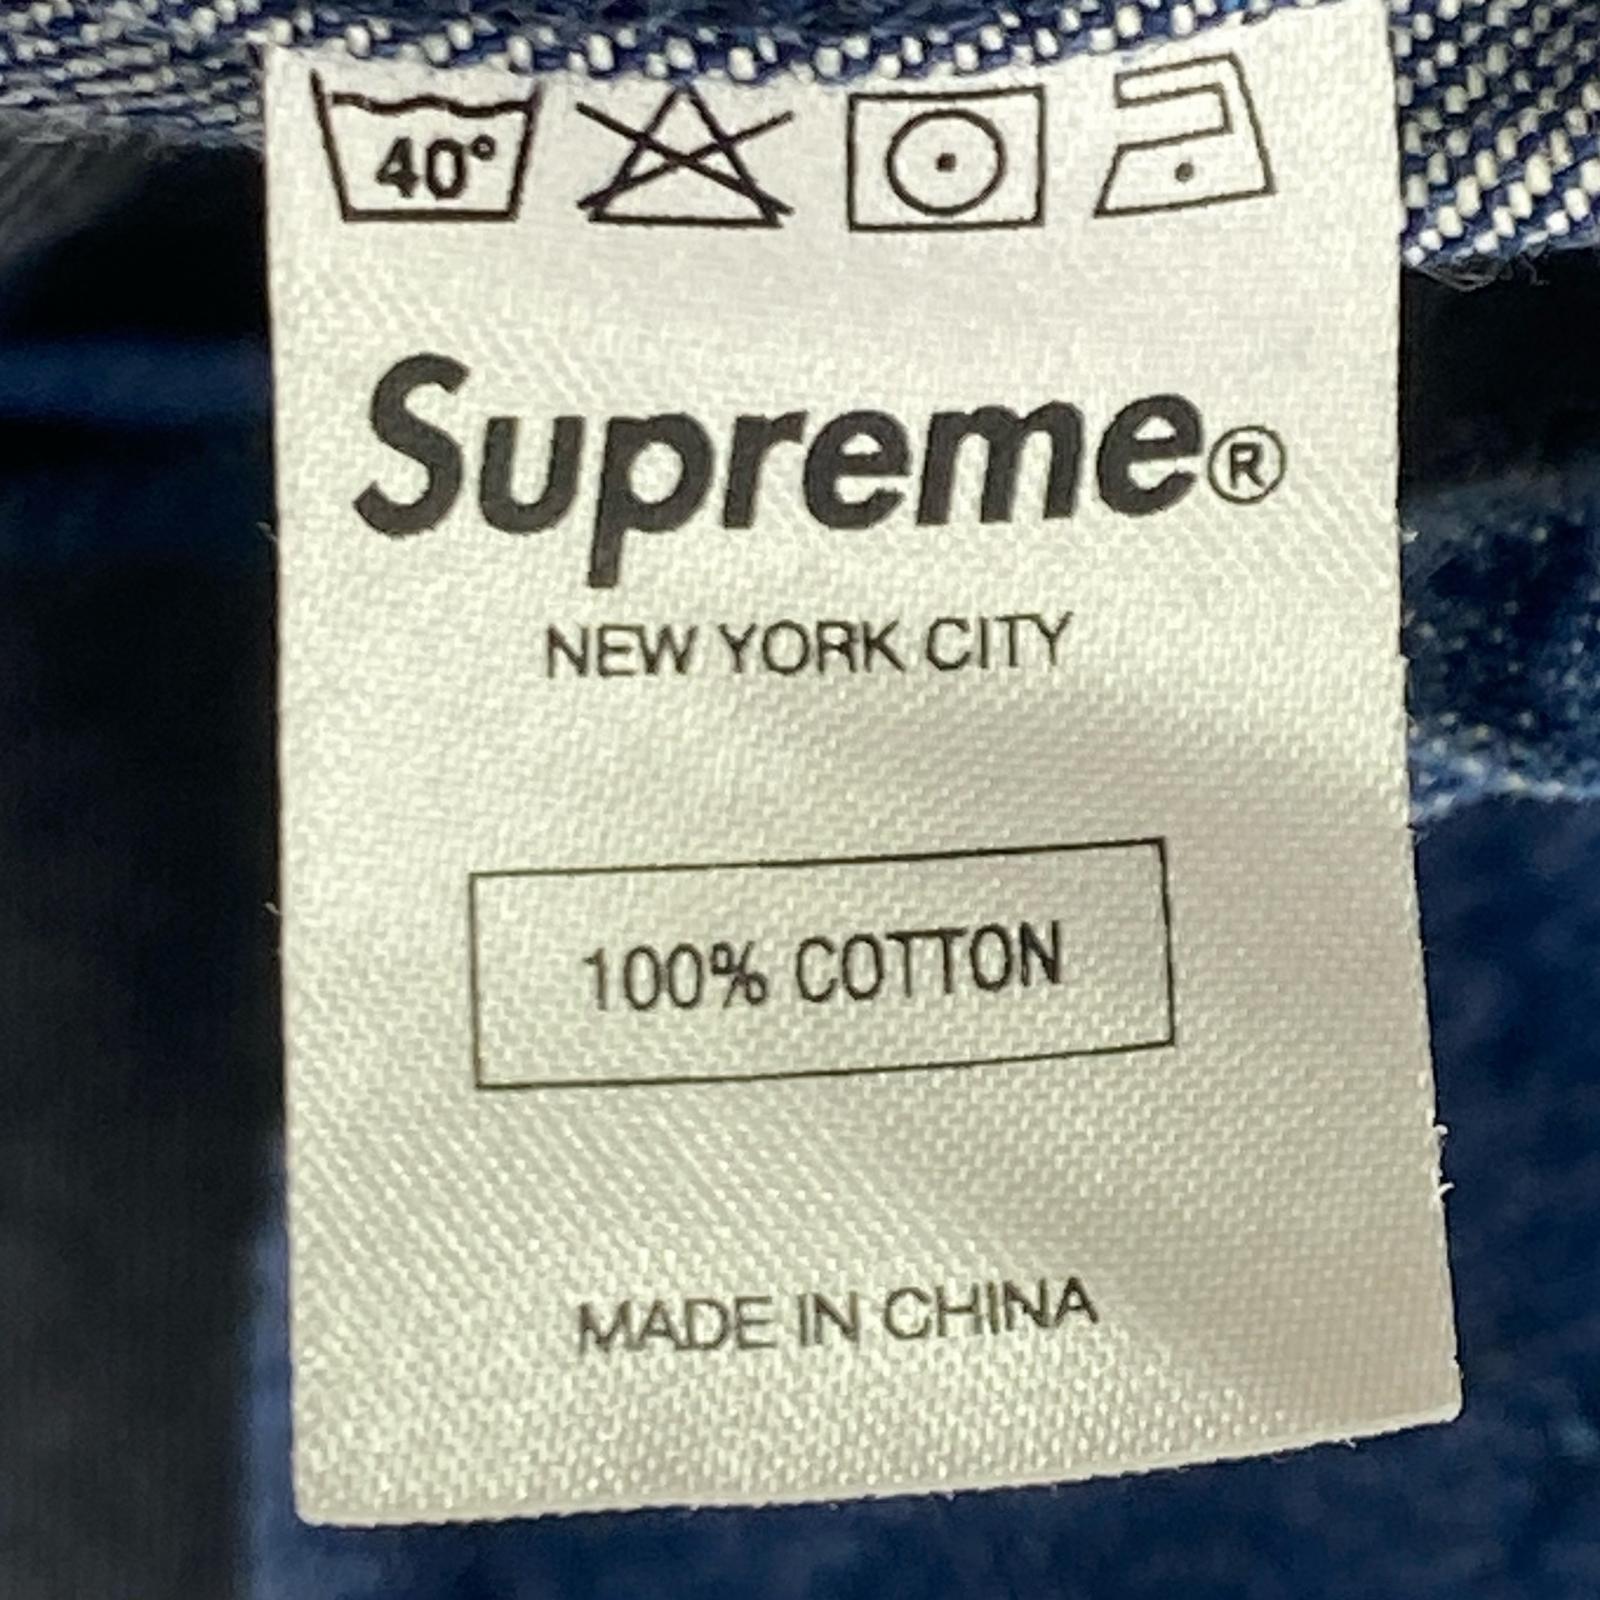 40°
Supreme®
NEW YORK CITY
100% COTTON
MADE IN CHINA